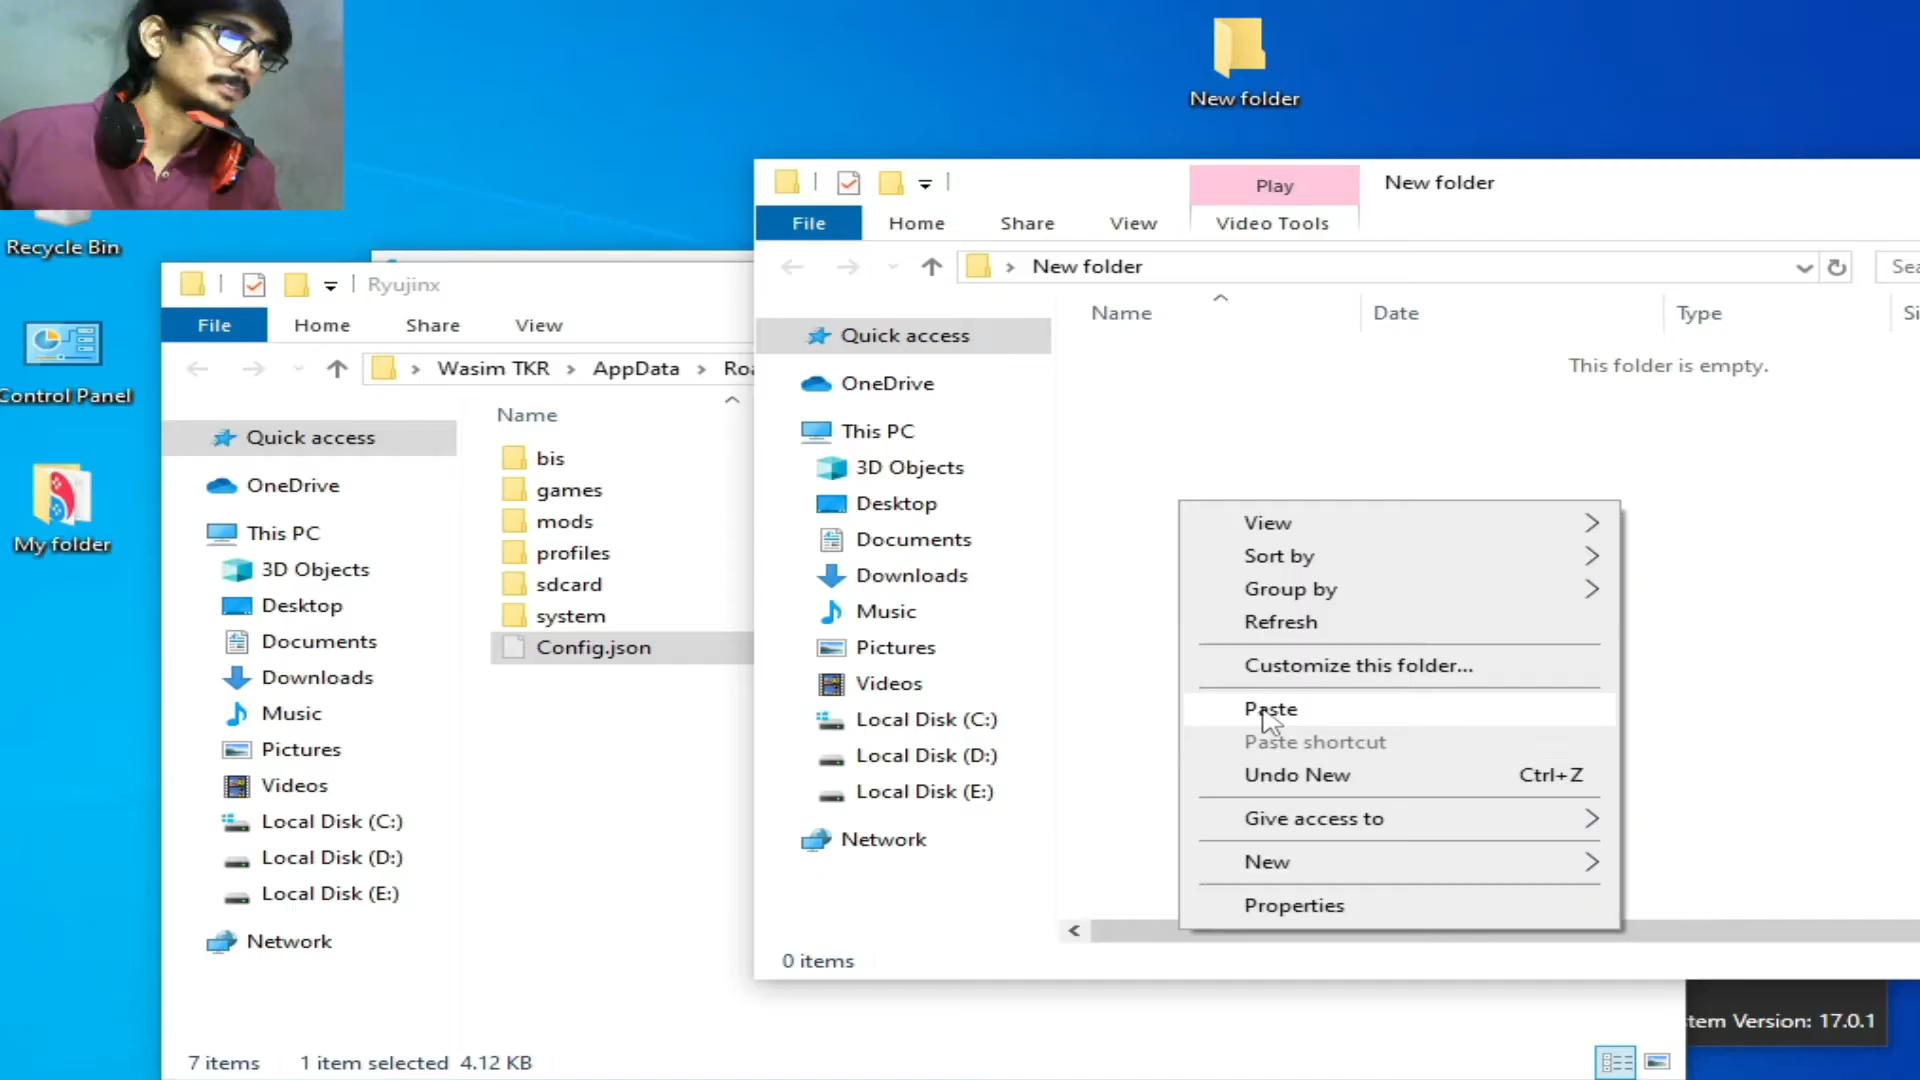 New folder
Recycle Bin
Control Panel
My folder
Ryujinx
File
Home
Share
View
Wasim TKR
AppData
Name
Quick access
OneDrive
This PC
3D Objects
Desktop
Documents
Downloads
Music
Pictures
Videos
Local Disk (C:)
Local Disk (D:)
Local Disk (E:)
Network
bis
games
mods
profiles
sdcard
system
Config.json
7 items
1 item selected 4.12 KB
Play
New folder
File
Home
Share
View
Video Tools
New folder
Name
Date
Type
This folder is empty.
Quick access
OneDrive
This PC
3D Objects
Desktop
Documents
Downloads
Music
Pictures
Videos
Local Disk (C:)
Local Disk (D:)
Local Disk (E:)
Network
0 items
View
Sort by
Group by
Refresh
Customize this folder...
Paste
Paste shortcut
Undo New Ctrl+Z
Give access to
New
Properties
Version: 17.0.1